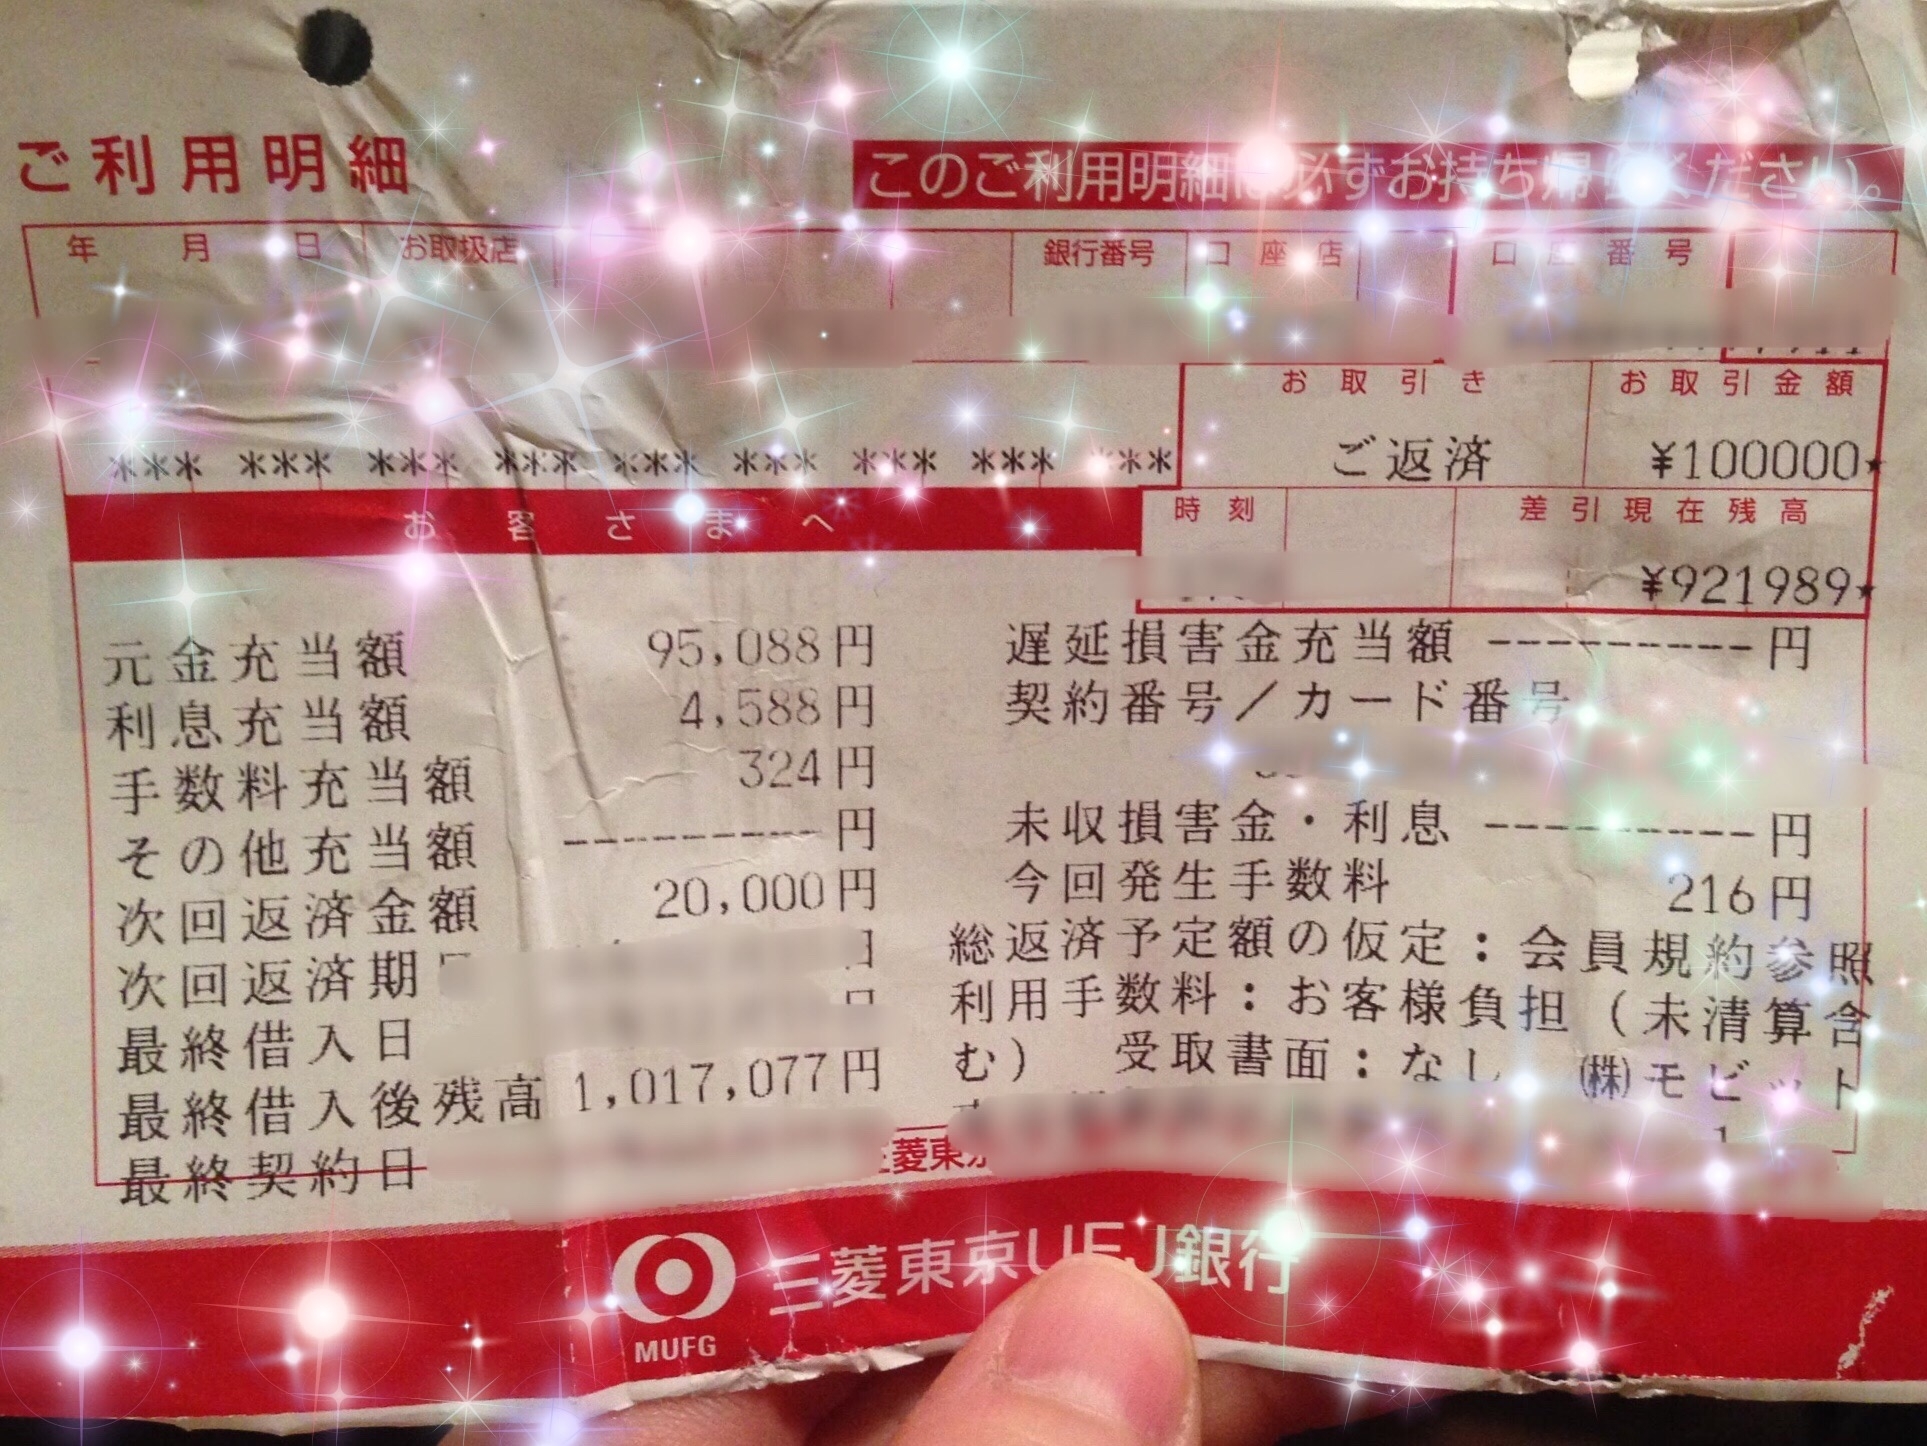 ご利用明細
このご利用明細は必ずお持ち帰りください。
年 月 日 お取扱店 銀行番号 口座店 口座番号
お取引き お取引金額
ご返済 ¥100000★
*** *** *** *** *** *** *** *** ***
お客さまへ
時刻 差引現在残高
¥921989★
元金充当額 95,088円
利息充当額 4,588円
手数料充当額 324円
その他充当額 ---------円
次回返済金額 20,000円
次回返済期
最終借入日
最終借入後残高 1,017,077円
最終契約日
遅延損害金充当額 ---------円
契約番号/カード番号
未収損害金・利息 ---------円
今回発生手数料 216円
総返済予定額の仮定:会員規約参照
利用手数料:お客様負担(未清算含
む) 受取書面:なし ㈱モビット
三菱東京UFJ銀行
MUFG